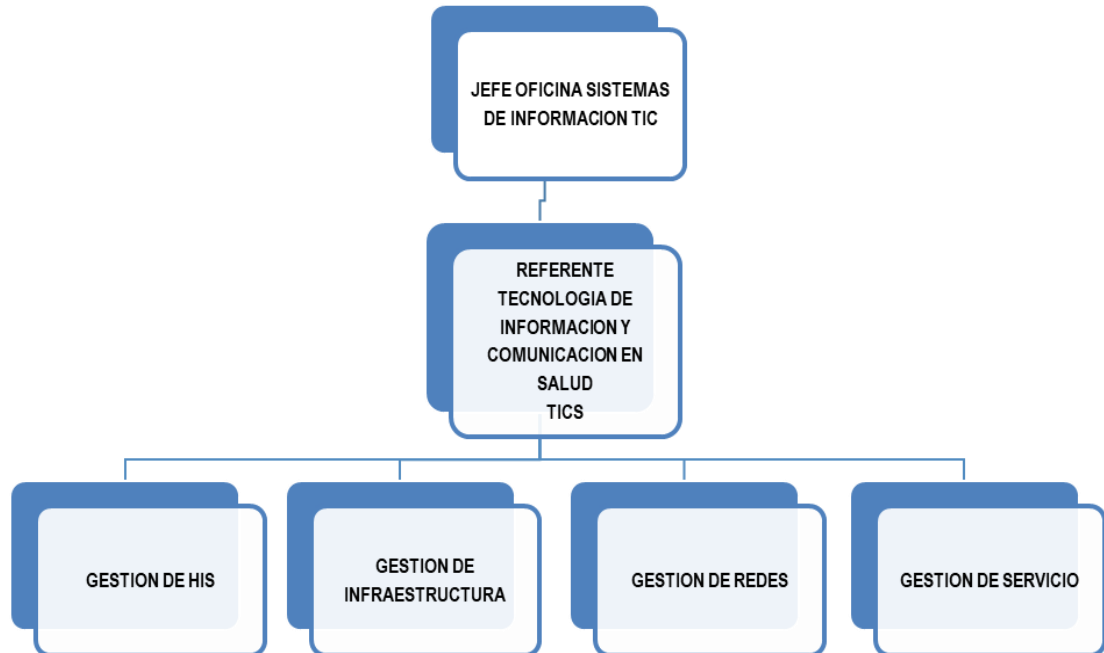 JEFE OFICINA SISTEMAS
DE INFORMACION TIC
REFERENTE
TECNOLOGIA DE
INFORMACION Y
COMUNICACION EN
SALUD
TICS
GESTION DE HIS
GESTION DE
INFRAESTRUCTURA
GESTION DE REDES
GESTION DE SERVICIO